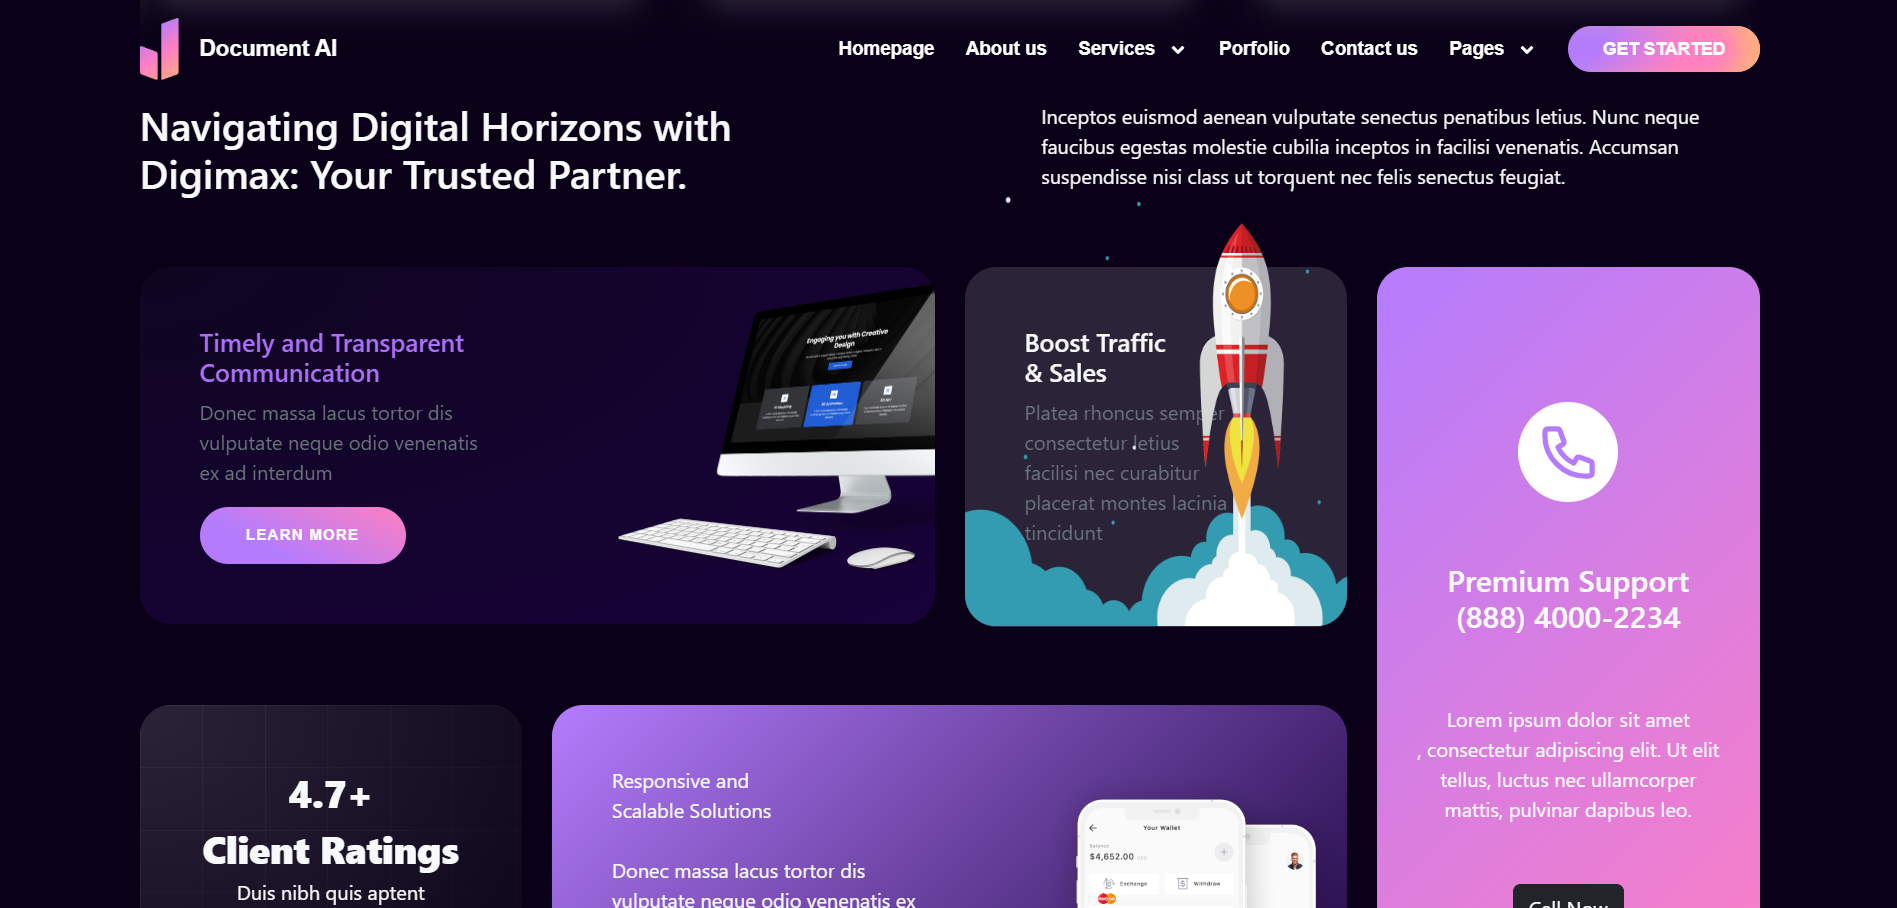 Document AI
Homepage
About us
Services
Porfolio
Contact us
Pages
GET STARTED
Navigating Digital Horizons with
Digimax: Your Trusted Partner.
Inceptos euismod aenean vulputate senectus penatibus letius. Nunc neque
faucibus egestas molestie cubilia inceptos in facilisi venenatis. Accumsan
suspendisse nisi class ut torquent nec felis senectus feugiat.
Timely and Transparent
Communication
Donec massa lacus tortor dis
vulputate neque odio venenatis
ex ad interdum
LEARN MORE
Engaging you with Creative
Design
Boost Traffic
& Sales
Platea rhoncus semper
consectetur letius
facilisi nec curabitur
placerat montes lacinia
tincidunt
Premium Support
(888) 4000-2234
Lorem ipsum dolor sit amet
, consectetur adipiscing elit. Ut elit
tellus, luctus nec ullamcorper
mattis, pulvinar dapibus leo.
Call Now
4.7+
Client Ratings
Duis nibh quis aptent
Responsive and
Scalable Solutions
Donec massa lacus tortor dis
vulputate neque odio venenatis ex
Your Wallet
Balance
$4,652.00 USD
Exchange
Withdraw